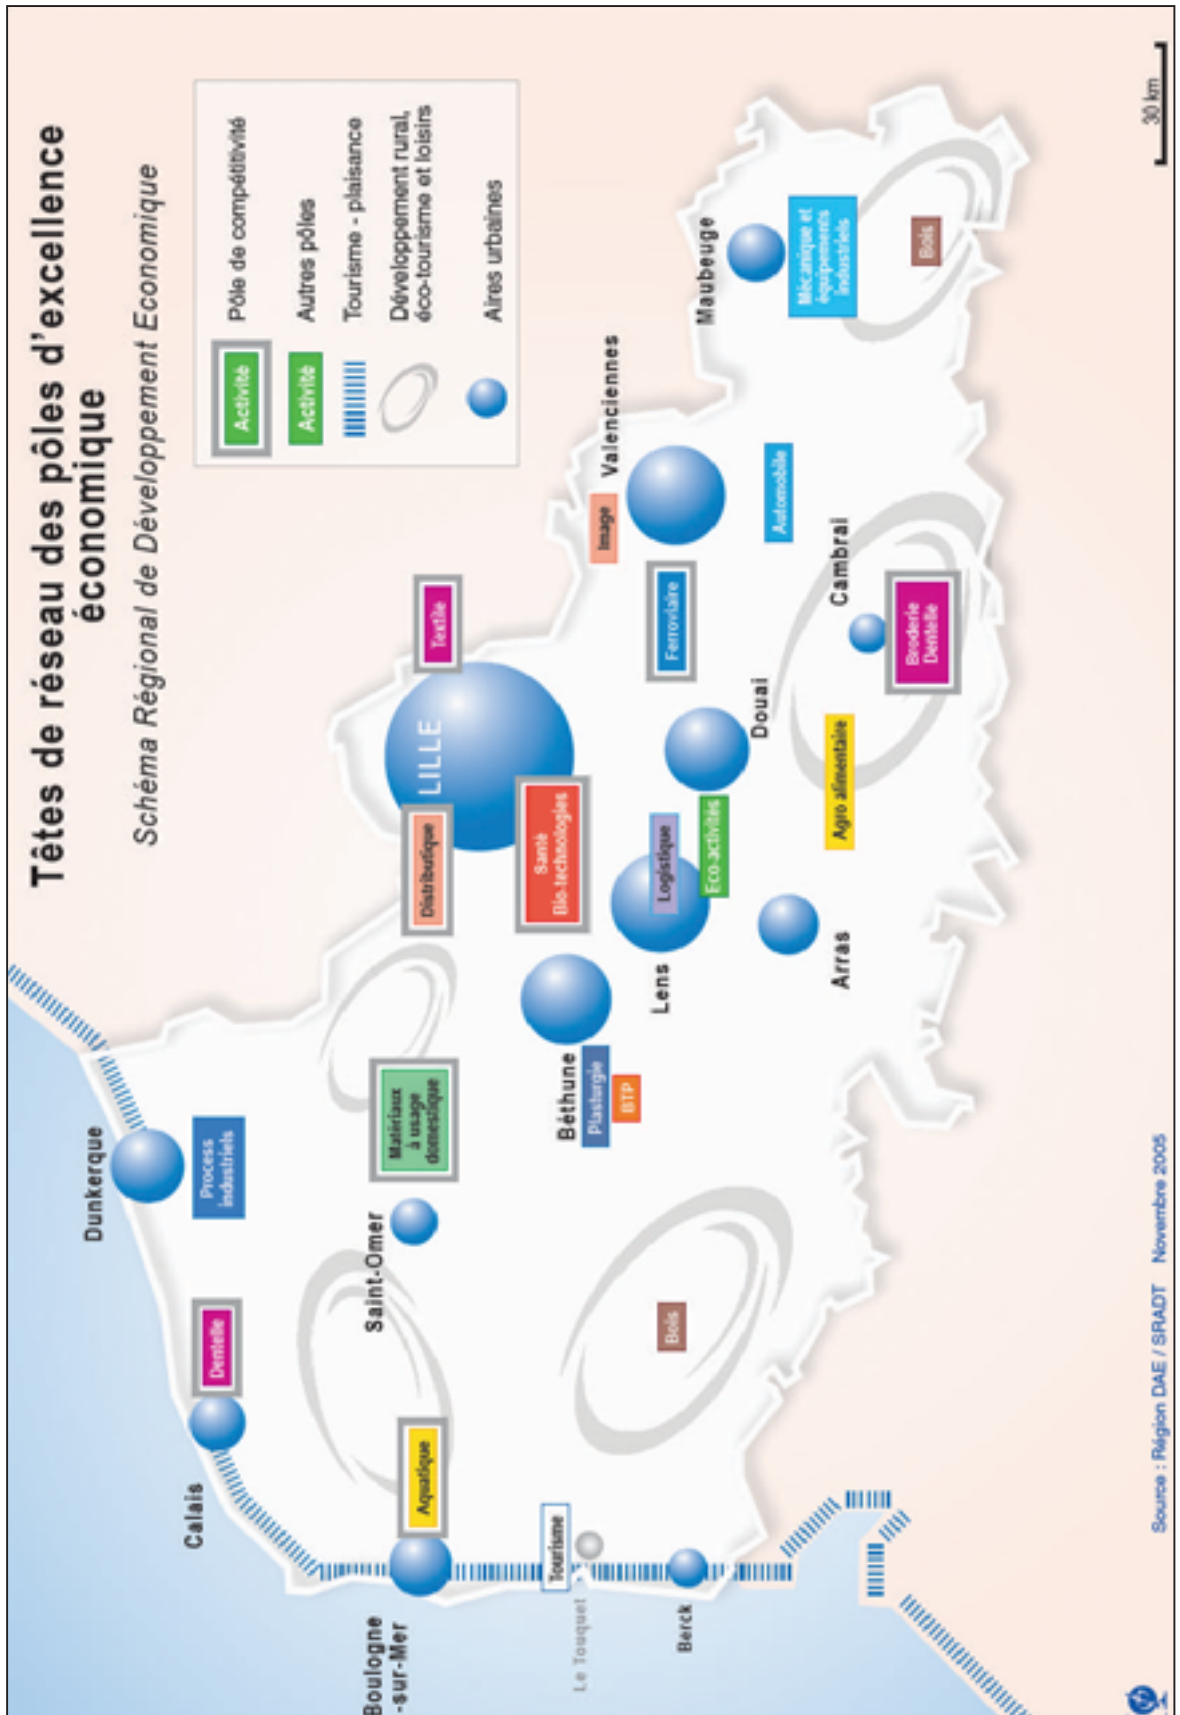 Têtes de réseau des pôles d'excellence
économique
Schéma Régional de Développement Economique
Activité
Pôle de compétitivité
Activité
Autres pôles
Tourisme - plaisance
Développement rural,
éco-tourisme et loisirs
Aires urbaines
Dunkerque
Process
industriels
Calais
Dentelle
Saint-Omer
Matériaux
à usage
domestique
Boulogne
-sur-Mer
Aquatique
Tourisme
Le Touquet
Berck
Bois
LILLE
Textile
Distributique
Santé
Bio-technologies
Béthune
Plasturgie
BTP
Lens
Logistique
Eco-activités
Douai
Arras
Agro alimentaire
Ferroviaire
Image
Valenciennes
Automobile
Cambrai
Broderie
Dentelle
Maubeuge
Mécanique et
équipements
industriels
Bois
30 km
Source : Région DAE / SRADT Novembre 2005